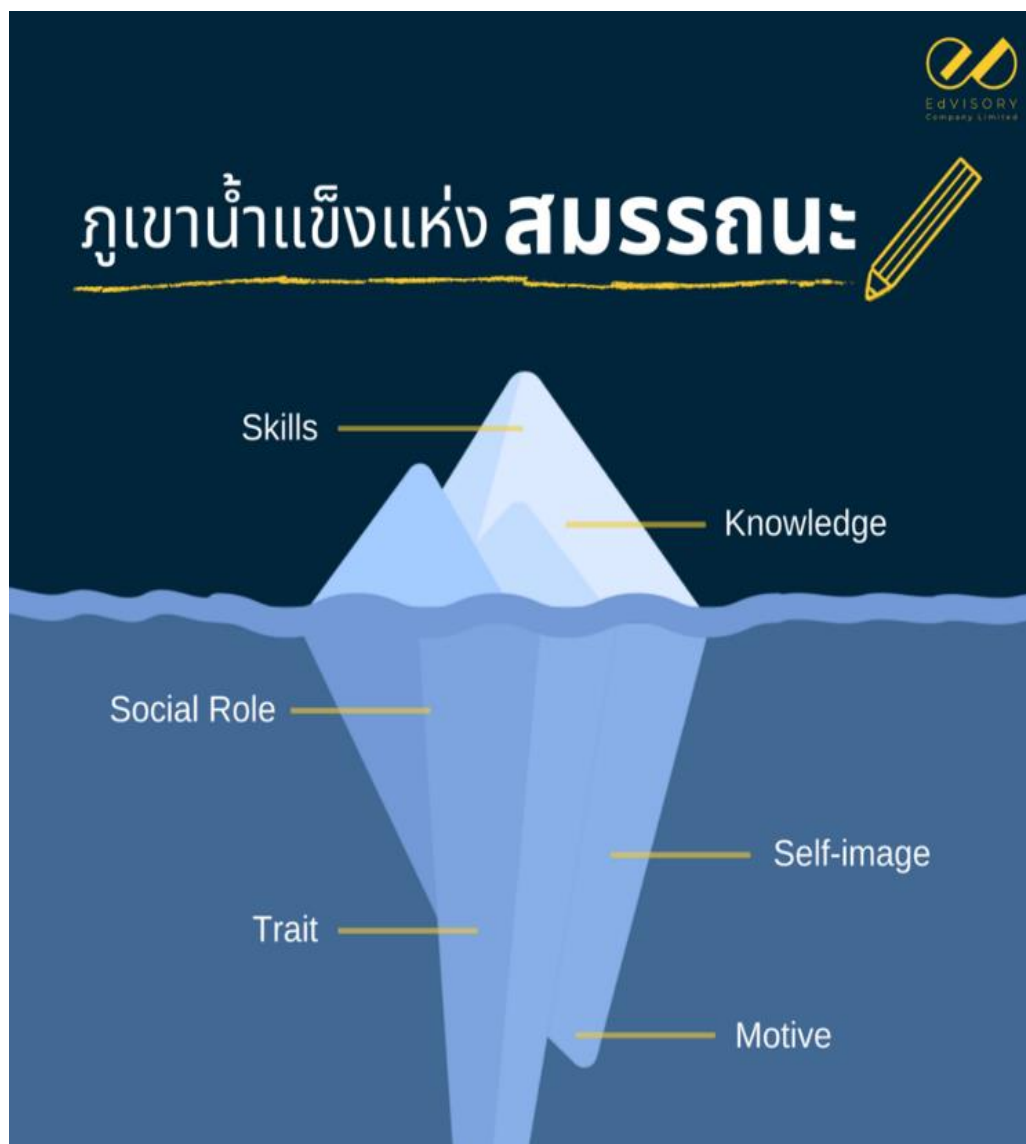 EdVISORY
Company Limited
ภูเขาน้ำแข็งแห่ง สมรรถนะ
Skills
Knowledge
Social Role
Self-image
Trait
Motive